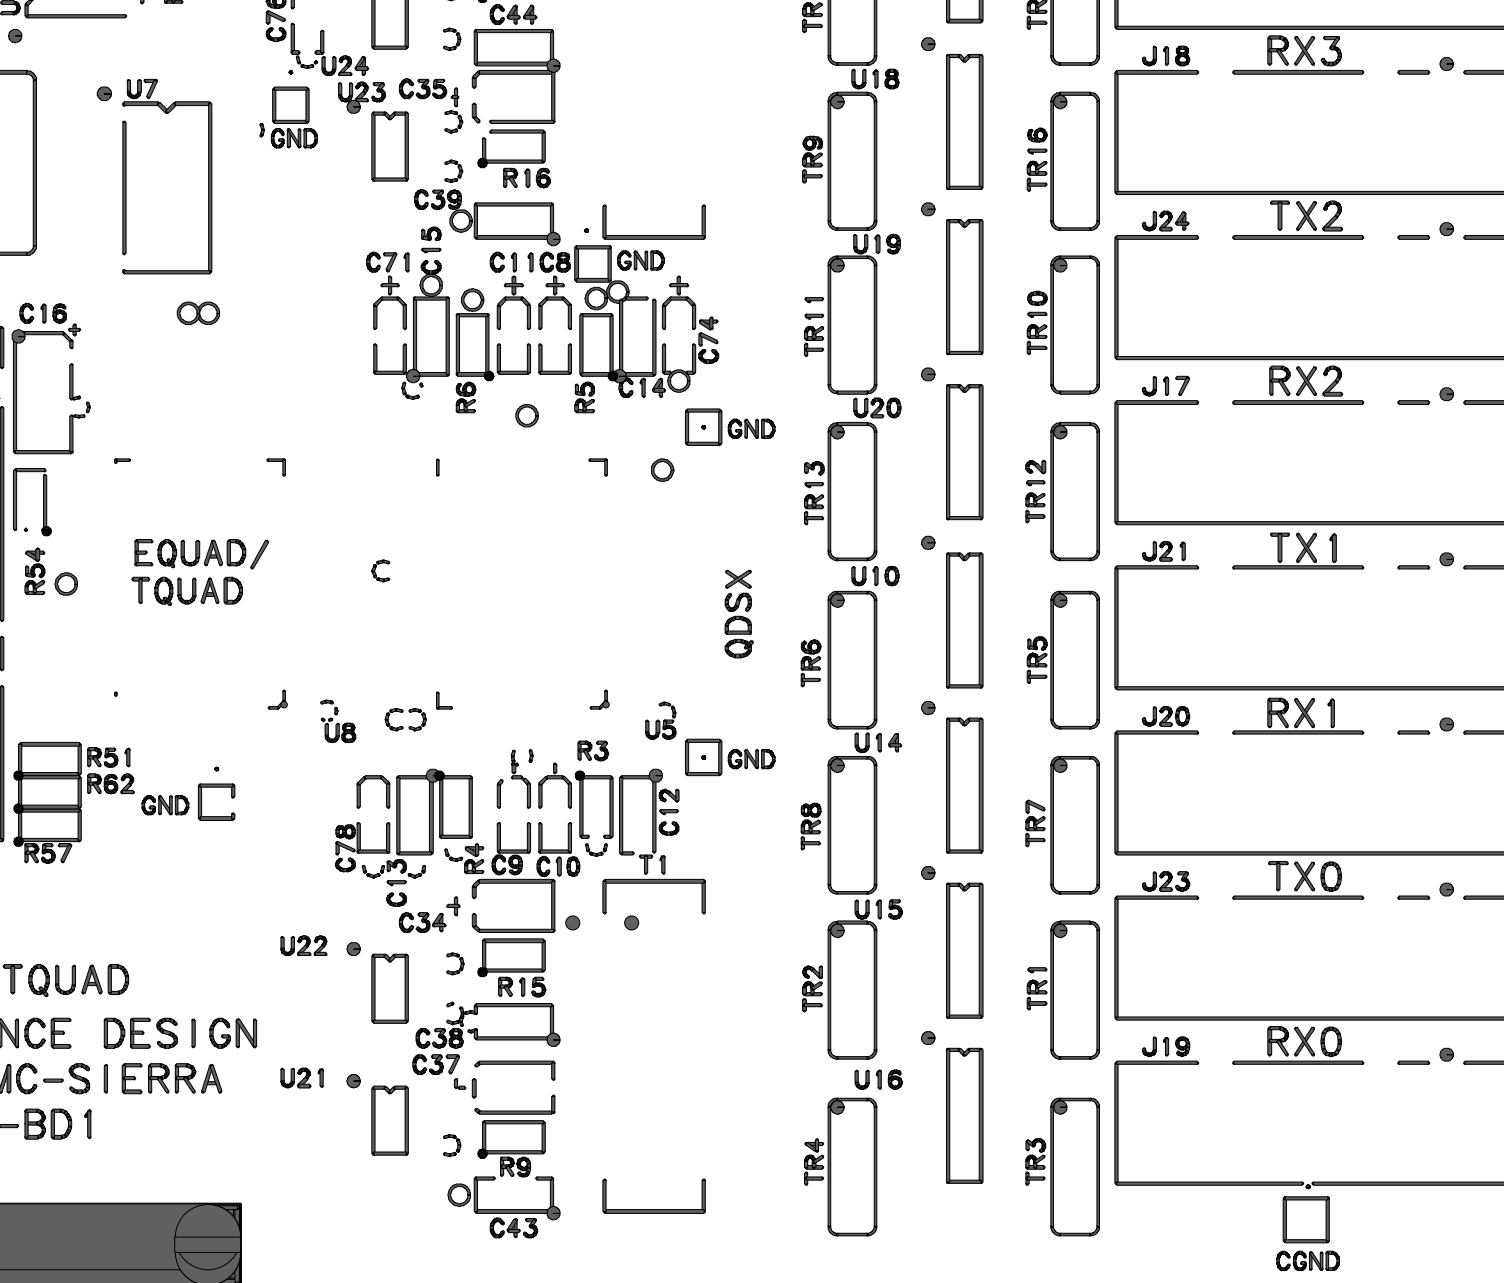 C76
C44
TR
TR
U24
U7
U23
C35
GND
R16
C39
U18
TR9
TR16
J18
RX3
C71
C15
C11
C8
GND
U19
J24
TX2
C16
TR11
TR10
C74
R6
R5
C14
GND
U20
J17
RX2
TR13
TR12
R54
EQUAD/
TQUAD
QDSX
U10
J21
TX1
TR6
TR5
U8
U5
R3
GND
R51
R62
GND
R57
U14
J20
RX1
C78
C13
R4
C9
C10
C12
T1
TR8
TR7
C34
U15
J23
TX0
U22
R15
TQUAD
NCE DESIGN
MC-SIERRA
-BD1
C38
C37
TR2
TR1
U21
U16
J19
RX0
R9
C43
TR4
TR3
CGND